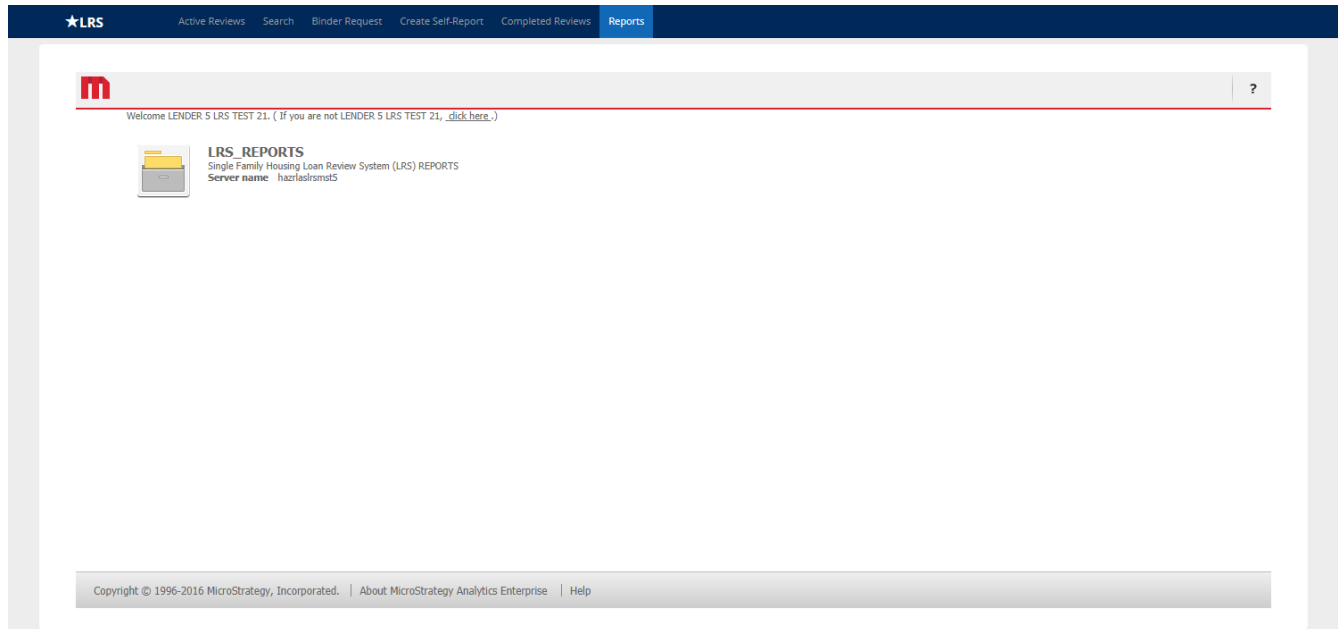 ★LRS Active Reviews Search Binder Request Create Self-Report Completed Reviews Reports
?
Welcome LENDER 5 LRS TEST 21. ( If you are not LENDER 5 LRS TEST 21, click here .)
LRS_REPORTS
Single Family Housing Loan Review System (LRS) REPORTS
Server name hazrlaslrsmst5
Copyright © 1996-2016 MicroStrategy, Incorporated. | About MicroStrategy Analytics Enterprise | Help